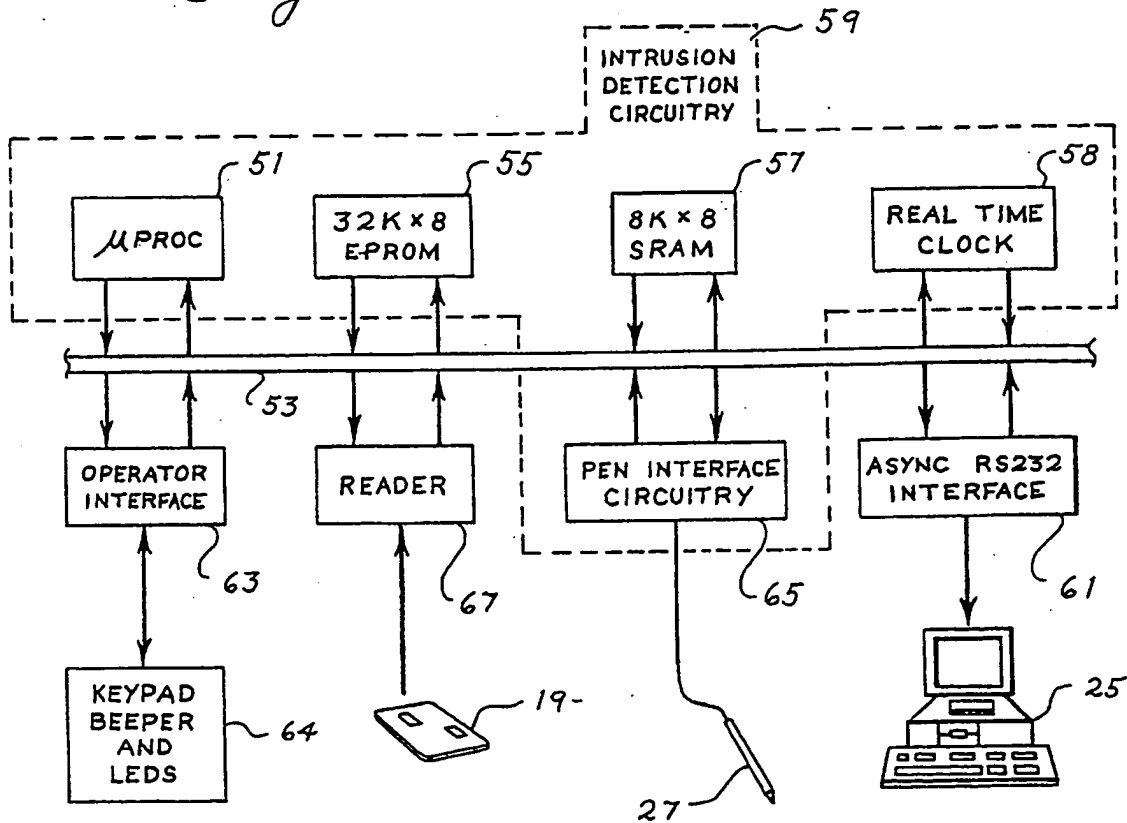 59
INTRUSION
DETECTION
CIRCUITRY
51
55
57
58
μPROC
32K × 8
E-PROM
8K × 8
SRAM
REAL TIME
CLOCK
53
OPERATOR
INTERFACE
READER
PEN INTERFACE
CIRCUITRY
ASYNC RS232
INTERFACE
63
67
65
61
KEYPAD
BEEPER
AND
LEDS
64
19-
27
25